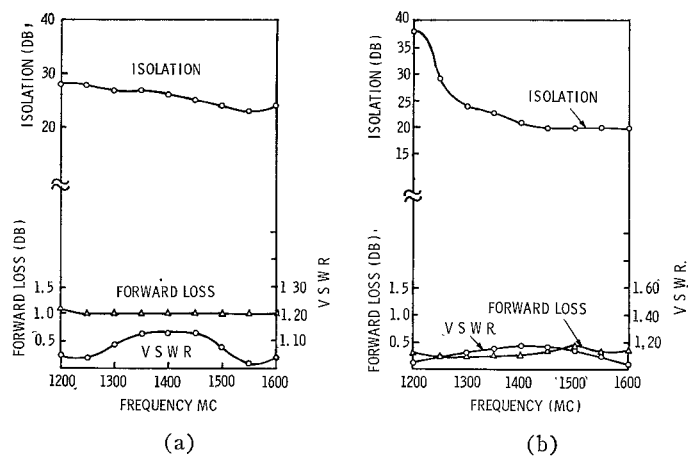 ISOLATION (DB,
40
30
20
ISOLATION
FORWARD LOSS (DB)
1.5
1.0
0.5
FORWARD LOSS
V S W R
1.30
1.20
1.10
V S W R
1200 1300 1400 1500 1600
FREQUENCY MC
(a)
ISOLATION (DB)
40
35
30
25
20
15
ISOLATION
FORWARD LOSS (DB).
1.5
1.0
0.5
V S W R
FORWARD LOSS
1.60
1.40
1.20
V S W R.
1200 1300 1400 1500 1600
FREQUENCY (MC)
(b)